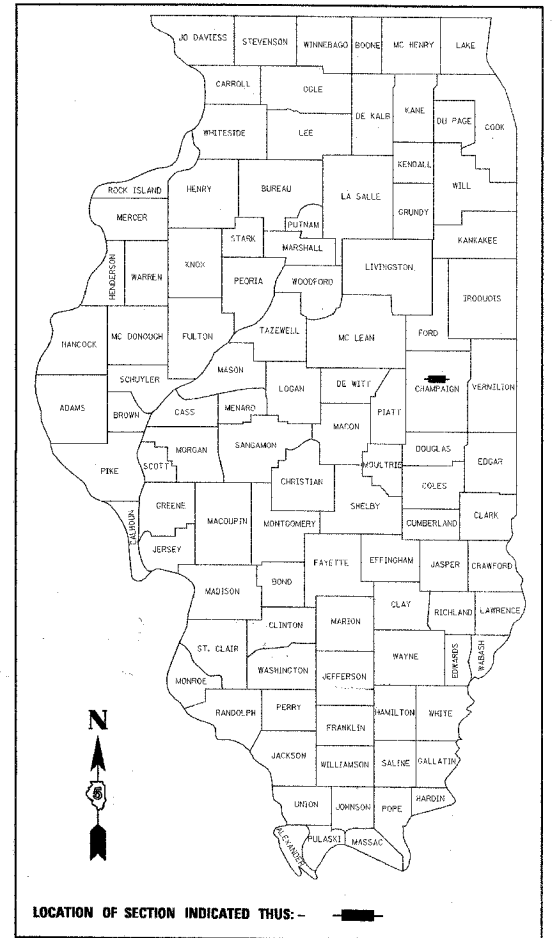 JO DAVIESS
STEVENSON
WINNEBAGO
BOONE
MC HENRY
LAKE
CARROLL
OGLE
DE KALB
KANE
DU PAGE
COOK
WHITESIDE
LEE
KENDALL
WILL
ROCK ISLAND
HENRY
BUREAU
LA SALLE
GRUNDY
MERCER
PUTNAM
KANKAKEE
STARK
MARSHALL
HENDERSON
WARREN
KNOX
PEORIA
WOODFORD
LIVINGSTON
IROQUOIS
HANCOCK
MC DONOUGH
FULTON
TAZEWELL
MC LEAN
FORD
SCHUYLER
MASON
LOGAN
DE WITT
CHAMPAIGN
VERMILION
ADAMS
BROWN
CASS
MENARD
MACON
PIATT
MORGAN
SANGAMON
DOUGLAS
EDGAR
PIKE
SCOTT
CHRISTIAN
MOULTRIE
COLES
CALHOUN
GREENE
MACOUPIN
MONTGOMERY
SHELBY
CUMBERLAND
CLARK
JERSEY
FAYETTE
EFFINGHAM
JASPER
CRAWFORD
MADISON
BOND
CLAY
RICHLAND
LAWRENCE
CLINTON
MARION
ST. CLAIR
WAYNE
EDWARDS
WABASH
WASHINGTON
JEFFERSON
MONROE
RANDOLPH
PERRY
HAMILTON
WHITE
FRANKLIN
JACKSON
WILLIAMSON
SALINE
GALLATIN
UNION
JOHNSON
POPE
HARDIN
ALEXANDER
PULASKI
MASSAC
N
5
LOCATION OF SECTION INDICATED THUS: -